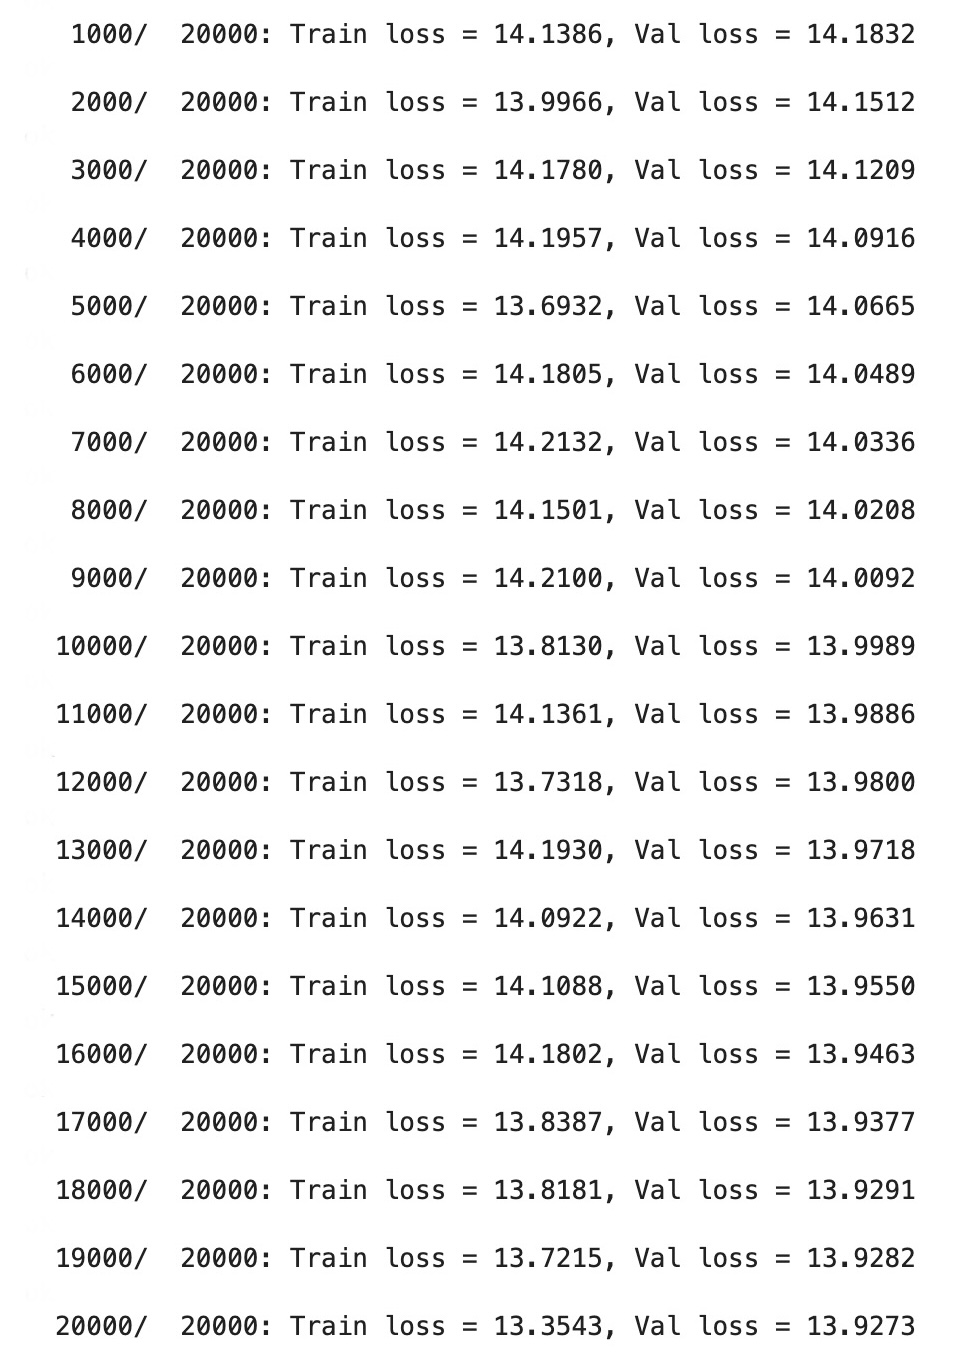 1000/  20000: Train loss = 14.1386, Val loss = 14.1832
2000/  20000: Train loss = 13.9966, Val loss = 14.1512
3000/  20000: Train loss = 14.1780, Val loss = 14.1209
4000/  20000: Train loss = 14.1957, Val loss = 14.0916
5000/  20000: Train loss = 13.6932, Val loss = 14.0665
6000/  20000: Train loss = 14.1805, Val loss = 14.0489
7000/  20000: Train loss = 14.2132, Val loss = 14.0336
8000/  20000: Train loss = 14.1501, Val loss = 14.0208
9000/  20000: Train loss = 14.2100, Val loss = 14.0092
10000/  20000: Train loss = 13.8130, Val loss = 13.9989
11000/  20000: Train loss = 14.1361, Val loss = 13.9886
12000/  20000: Train loss = 13.7318, Val loss = 13.9800
13000/  20000: Train loss = 14.1930, Val loss = 13.9718
14000/  20000: Train loss = 14.0922, Val loss = 13.9631
15000/  20000: Train loss = 14.1088, Val loss = 13.9550
16000/  20000: Train loss = 14.1802, Val loss = 13.9463
17000/  20000: Train loss = 13.8387, Val loss = 13.9377
18000/  20000: Train loss = 13.8181, Val loss = 13.9291
19000/  20000: Train loss = 13.7215, Val loss = 13.9282
20000/  20000: Train loss = 13.3543, Val loss = 13.9273